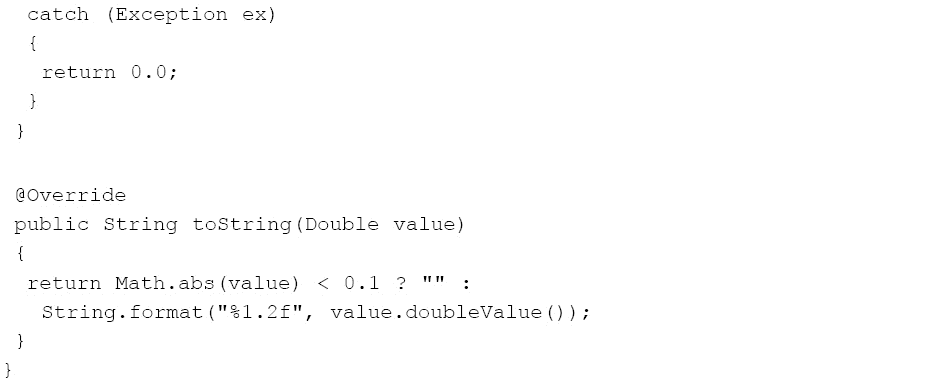 catch (Exception ex)
{
return 0.0;
}
}
@Override
public String toString(Double value)
{
return Math.abs(value) < 0.1 ? "" :
String.format("%1.2f", value.doubleValue());
}
}